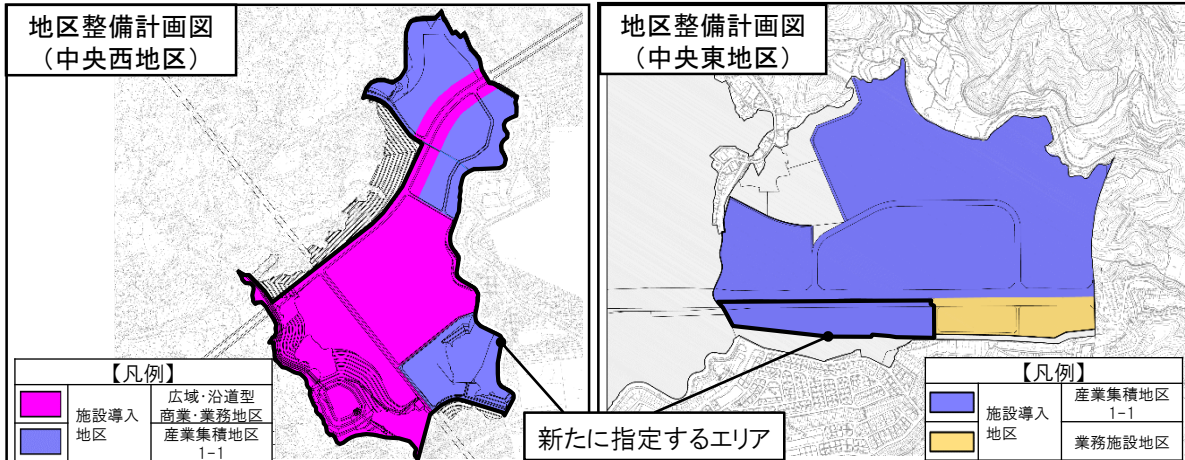 地区整備計画図
（中央西地区）
【凡例】
施設導入
地区
広域・沿道型
商業・業務地区
産業集積地区
1-1
地区整備計画図
（中央東地区）
新たに指定するエリア
【凡例】
施設導入
地区
産業集積地区
1-1
業務施設地区